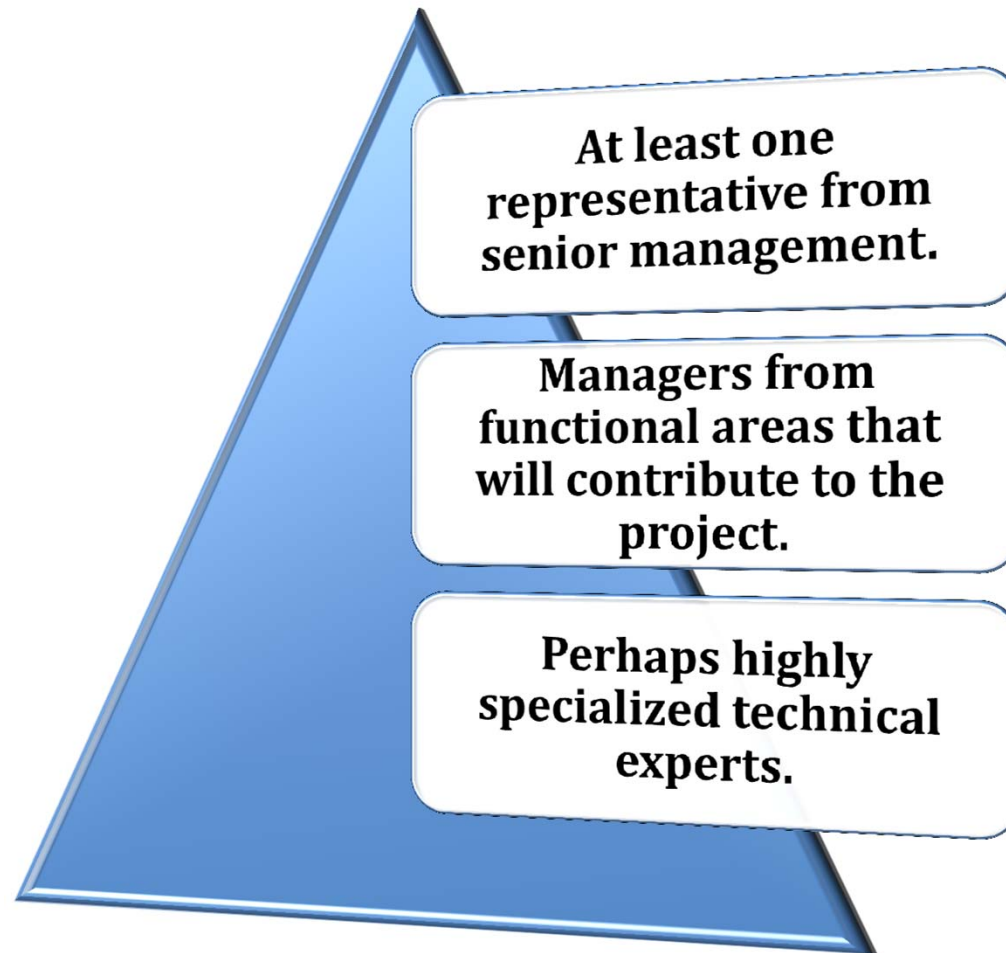 At least one
representative from
senior management.
Managers from
functional areas that
will contribute to the
project.
Perhaps highly
specialized technical
experts.